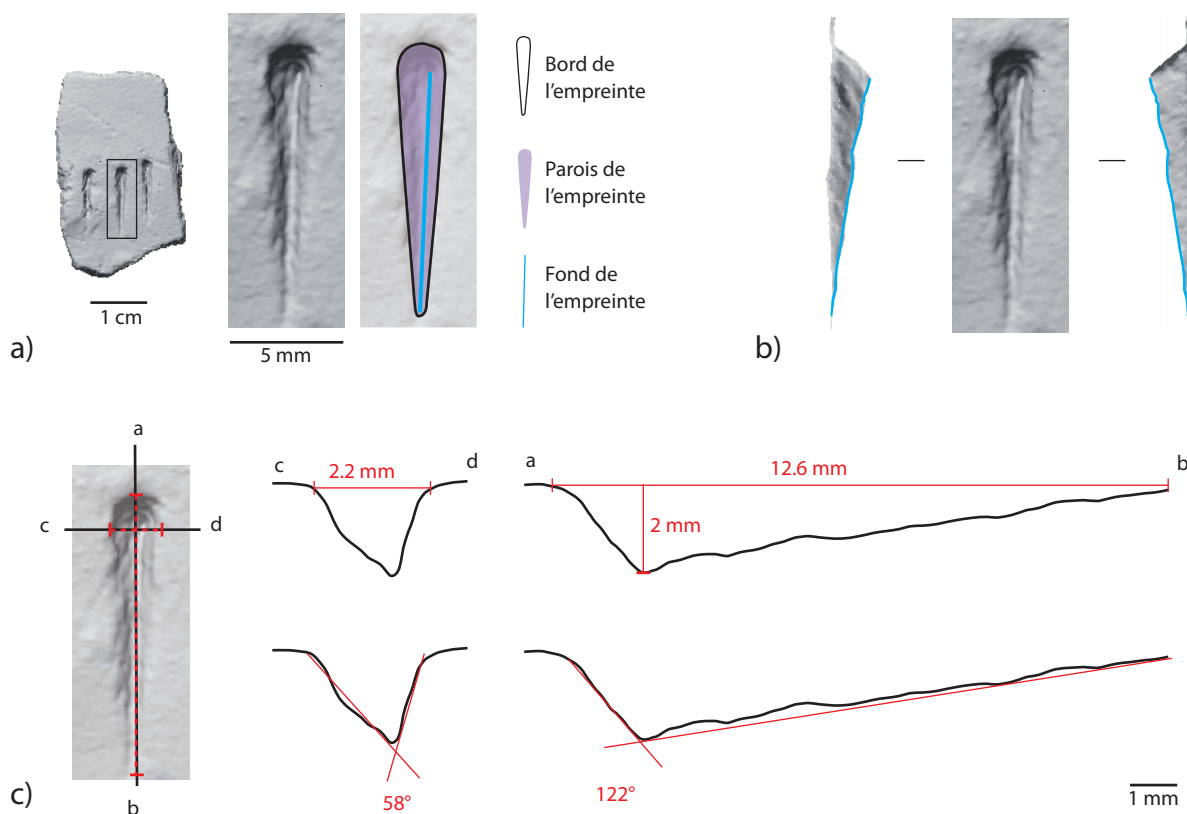 Bord de
l'empreinte
Parois de
l'empreinte
Fond de
l'empreinte
1 cm
5 mm
a)
b)
a
c
d
b
c
d
2.2 mm
a
b
12.6 mm
2 mm
58°
122°
1 mm
c)